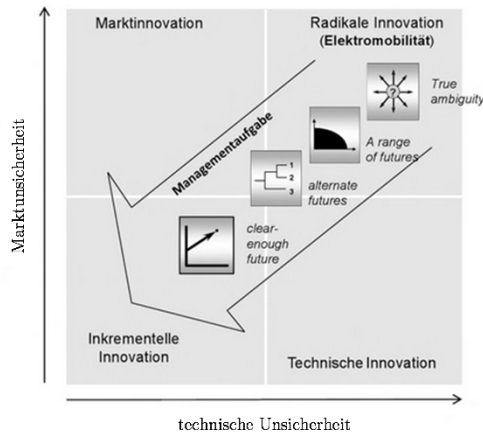 Marktinnovation
Radikale Innovation
(Elektromobilität)
?
True
ambiguity
Managementaufgabe
A range
of futures
1
2
3
alternate
futures
clear-
enough
future
Inkrementelle
Innovation
Technische Innovation
Marktunsicherheit
technische Unsicherheit